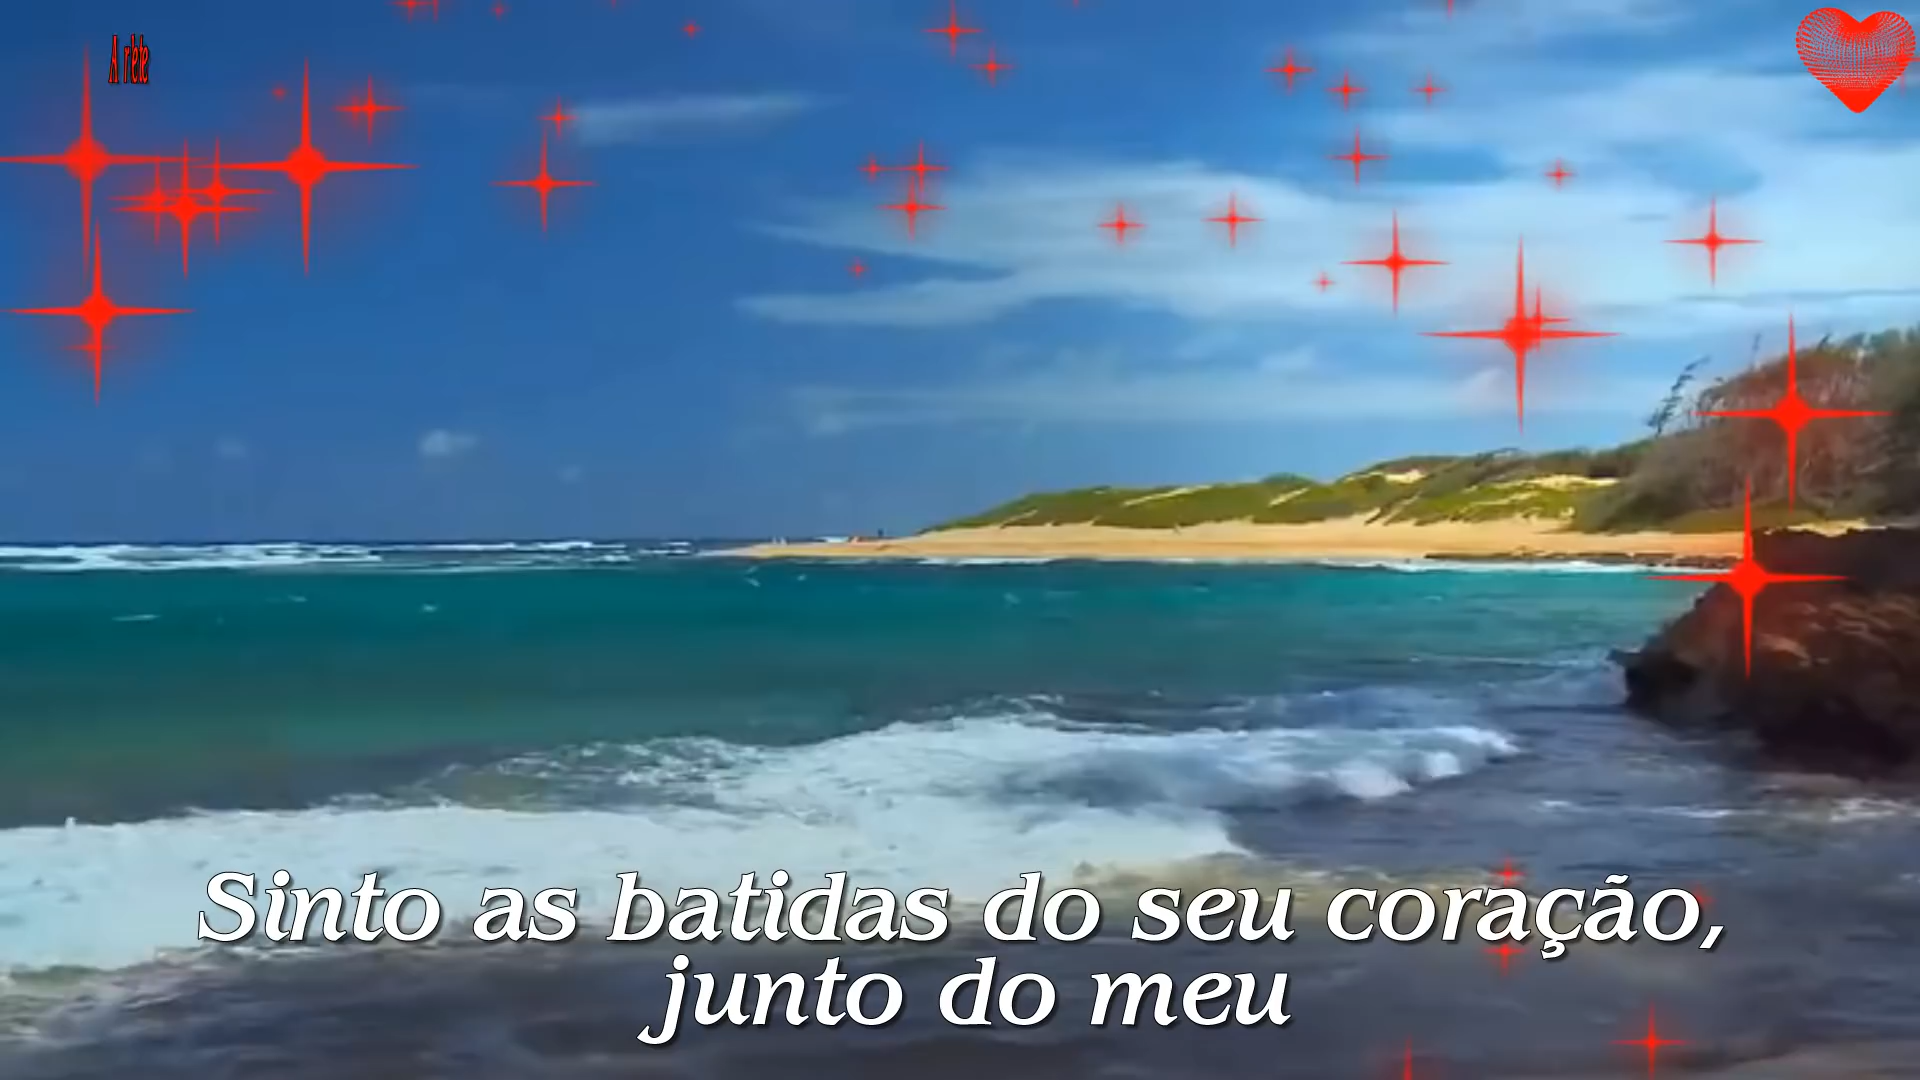 Sinto as batidas do seu coração,
junto do meu